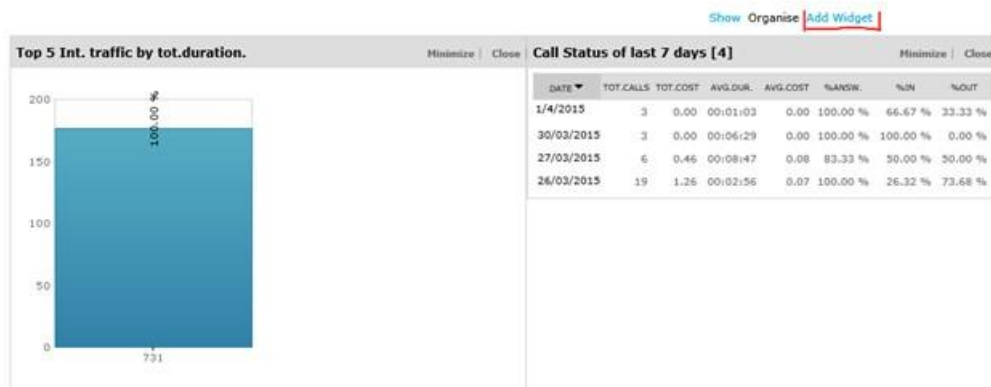 Show Organise Add Widget
Top 5 Int. traffic by tot.duration. Minimize | Close
100.00 %
200
150
100
50
0
731
Call Status of last 7 days [4] Minimize | Close
DATE TOT.CALLS TOT.COST AVG.DUR. AVG.COST %ANSW. %IN %OUT
1/4/2015 3 0.00 00:01:03 0.00 100.00 % 66.67 % 33.33 %
30/03/2015 3 0.00 00:06:29 0.00 100.00 % 100.00 % 0.00 %
27/03/2015 6 0.46 00:08:47 0.08 83.33 % 50.00 % 50.00 %
26/03/2015 19 1.26 00:02:56 0.07 100.00 % 26.32 % 73.68 %